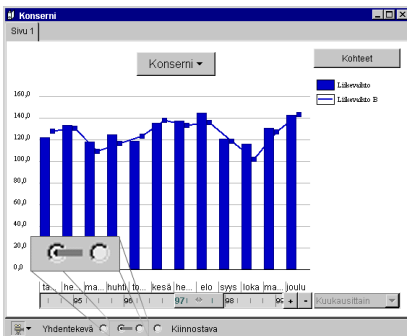 Konserni
Sivu 1
Konserni
Kohteet
Liikevaihto
Liikevaihto B
160,0
140,0
120,0
100,0
80,0
60,0
40,0
20,0
0,0
ta... he... ma... huhti to... kesä he... elo syys loka ma... joulu
95 96 97 98 99 + - Kuukausittain
Yhdentekevä Kiinnostava